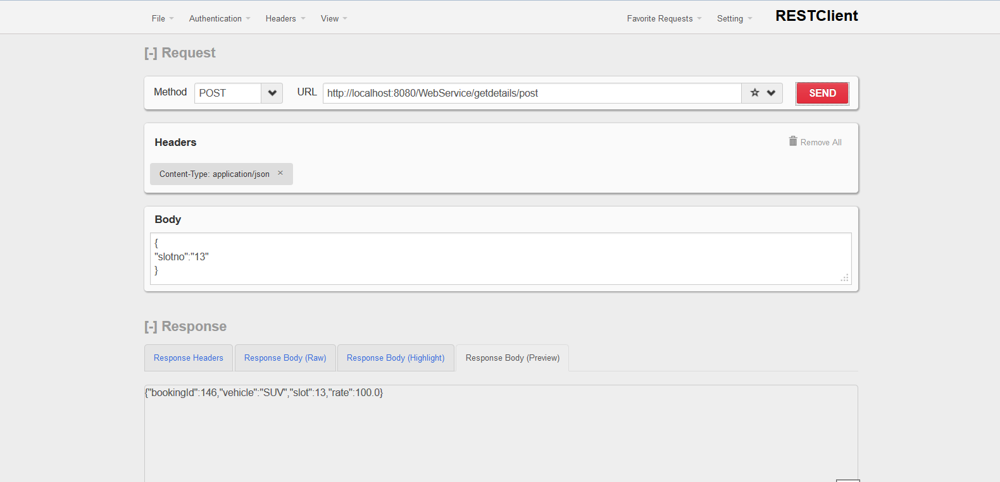 File Authentication Headers View Favorite Requests Setting RESTClient
[-] Request
Method POST URL http://localhost:8080/WebService/getdetails/post SEND
Headers Remove All
Content-Type: application/json ×
Body
{
"slotno":"13"
}
[-] Response
Response Headers Response Body (Raw) Response Body (Highlight) Response Body (Preview)
{"bookingId":146,"vehicle":"SUV","slot":13,"rate":100.0}